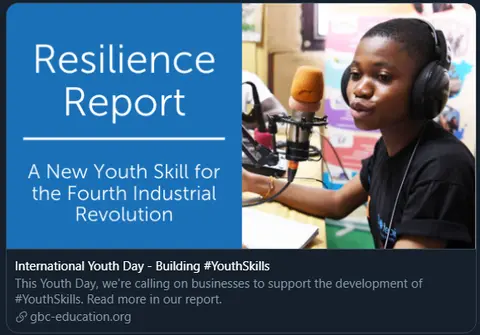 Resilience
Report
A New Youth Skill for
the Fourth Industrial
Revolution
International Youth Day - Building #YouthSkills
This Youth Day, we're calling on businesses to support the development of
#YouthSkills. Read more in our report.
gbc-education.org